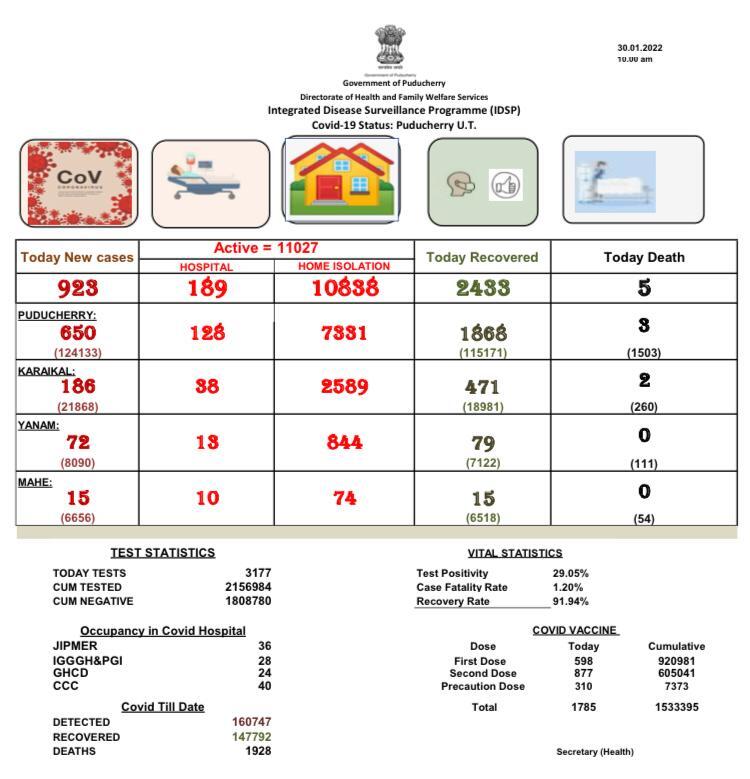 30.01.2022
10.00 am
Government of Puducherry
Government of Puducherry
Directorate of Health and Family Welfare Services
Integrated Disease Surveillance Programme (IDSP)
Covid-19 Status: Puducherry U.T.
CoV
CORONAVIRUS
Today New cases Active = 11027 Today Recovered Today Death
HOSPITAL HOME ISOLATION
923 189 10838 2433 5
PUDUCHERRY:
650 128 7331 1868 3
(124133) (115171) (1503)
KARAIKAL:
186 38 2589 471 2
(21868) (18981) (260)
YANAM:
72 13 844 79 0
(8090) (7122) (111)
MAHE:
15 10 74 15 0
(6656) (6518) (54)
TEST STATISTICS
TODAY TESTS 3177
CUM TESTED 2156984
CUM NEGATIVE 1808780
VITAL STATISTICS
Test Positivity 29.05%
Case Fatality Rate 1.20%
Recovery Rate 91.94%
Occupancy in Covid Hospital
JIPMER 36
IGGGH&PGI 28
GHCD 24
CCC 40
COVID VACCINE
Dose Today Cumulative
First Dose 598 920981
Second Dose 877 605041
Precaution Dose 310 7373
Total 1785 1533395
Covid Till Date
DETECTED 160747
RECOVERED 147792
DEATHS 1928
Secretary (Health)